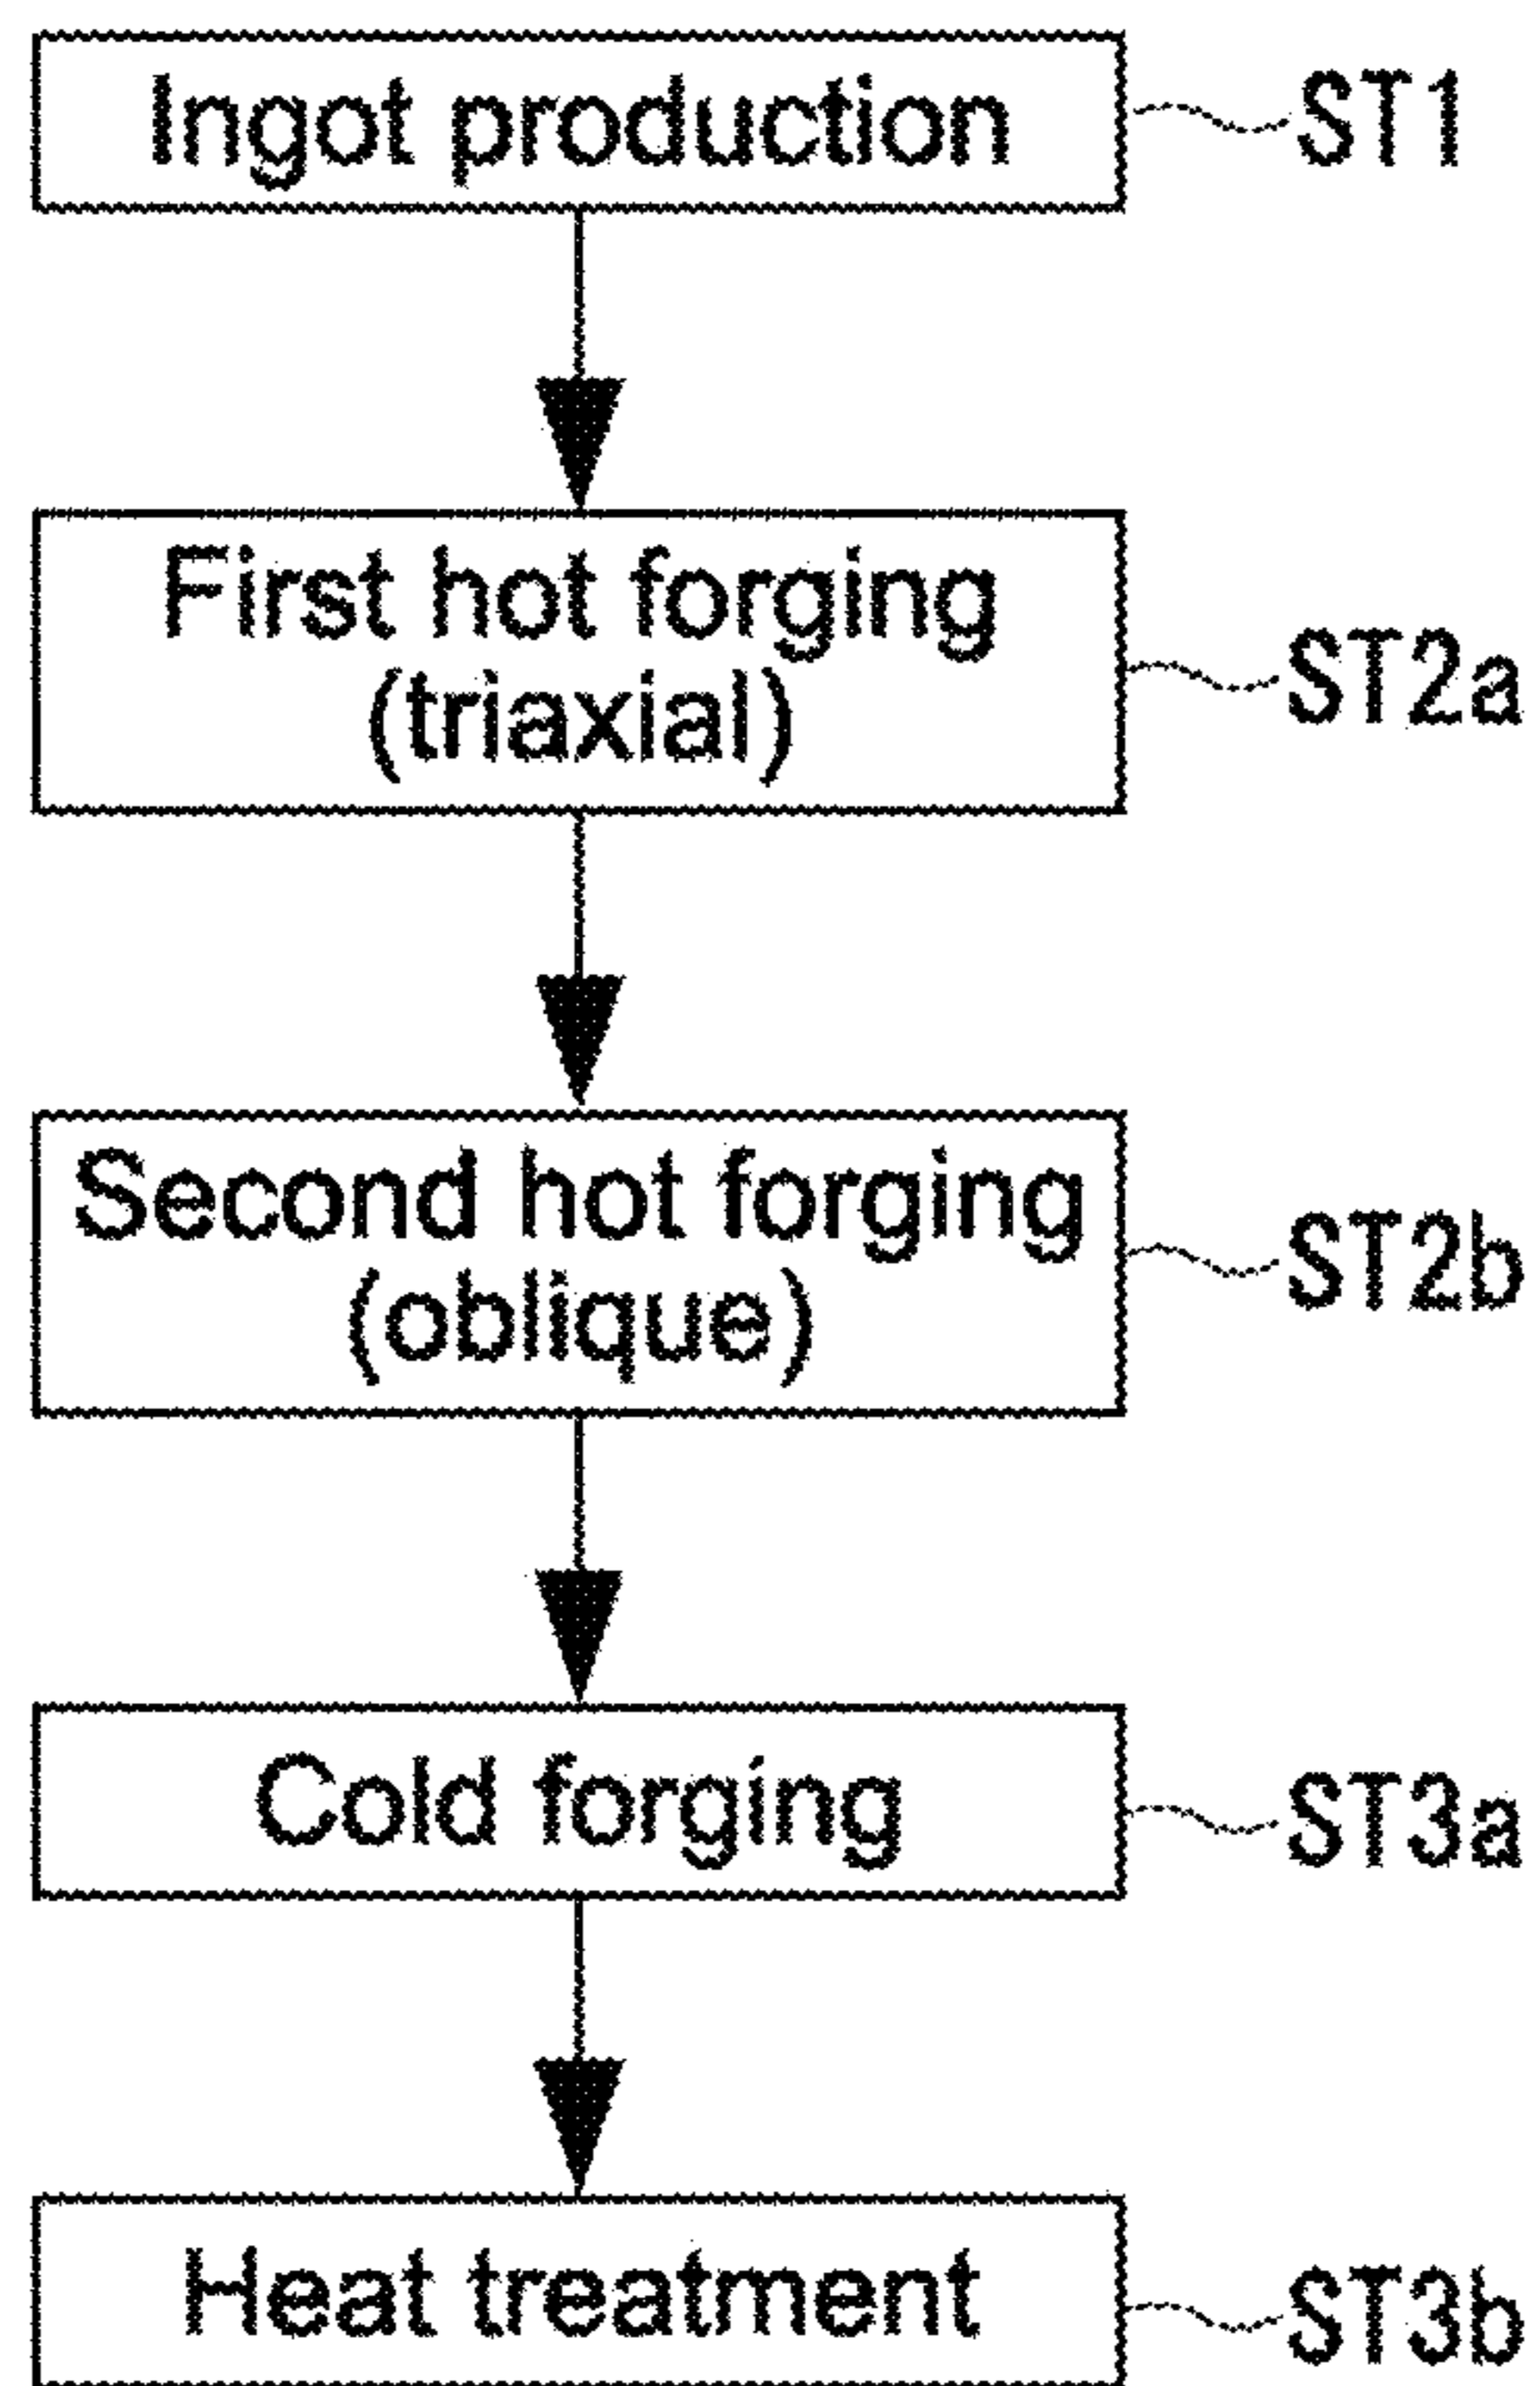 Ingot production
ST1
First hot forging
(triaxial)
ST2a
Second hot forging
(oblique)
ST2b
Cold forging
ST3a
Heat treatment
ST3b